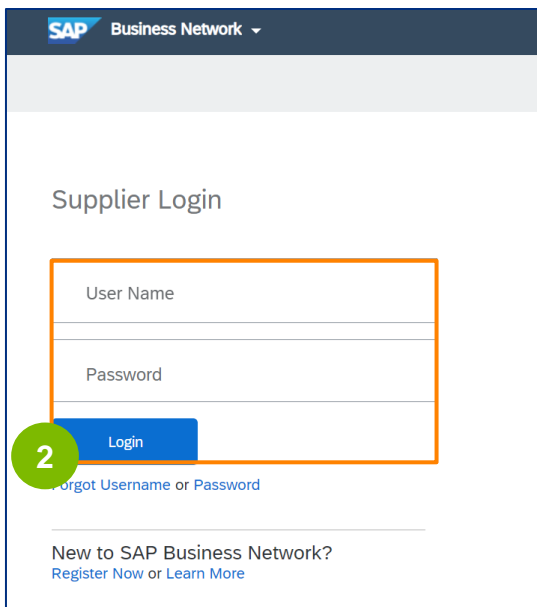 SAP Business Network
Supplier Login
User Name
Password
Login
2
Forgot Username or Password
New to SAP Business Network?
Register Now or Learn More